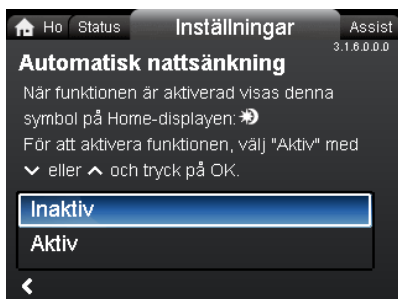 Ho Status Inställningar Assist
3.1.6.0.0.0
Automatisk nattsänkning
När funktionen är aktiverad visas denna
symbol på Home-displayen:
För att aktivera funktionen, välj "Aktiv" med
eller och tryck på OK.
Inaktiv
Aktiv